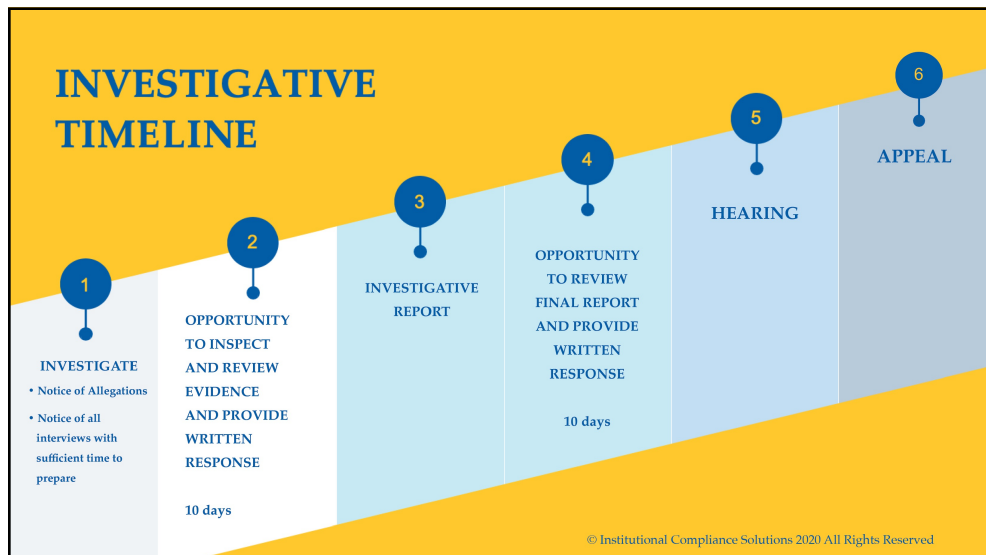 INVESTIGATIVE
TIMELINE
1
INVESTIGATE
• Notice of Allegations
• Notice of all
interviews with
sufficient time to
prepare
2
OPPORTUNITY
TO INSPECT
AND REVIEW
EVIDENCE
AND PROVIDE
WRITTEN
RESPONSE
10 days
3
INVESTIGATIVE
REPORT
4
OPPORTUNITY
TO REVIEW
FINAL REPORT
AND PROVIDE
WRITTEN
RESPONSE
10 days
5
HEARING
6
APPEAL
© Institutional Compliance Solutions 2020 All Rights Reserved